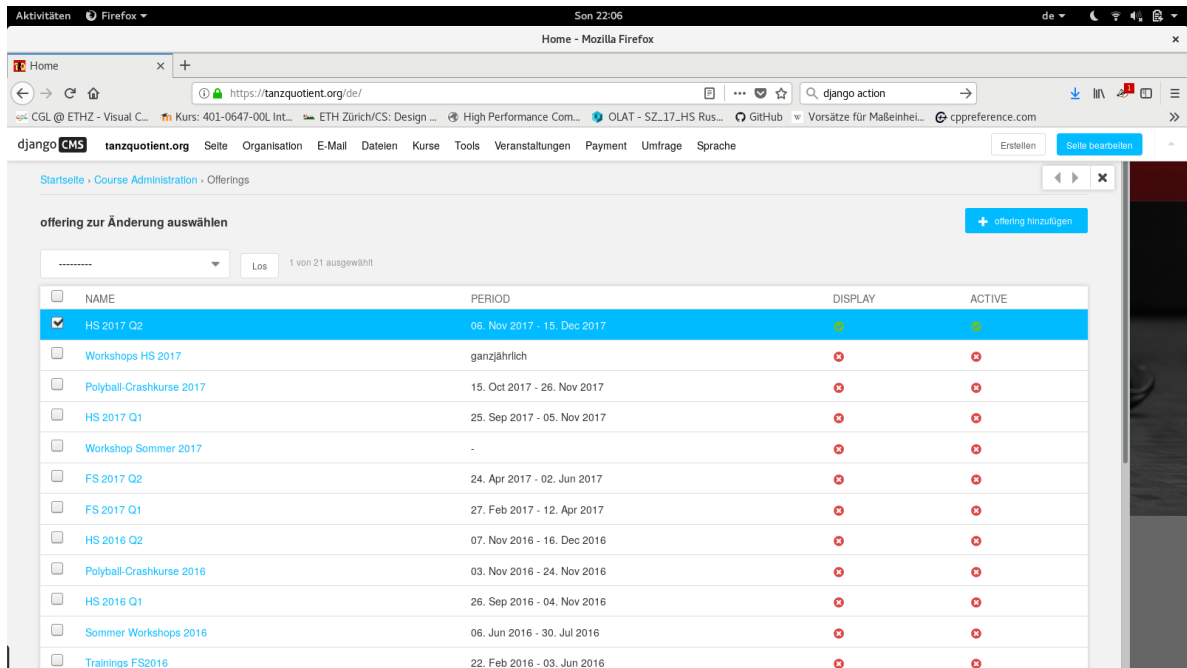 Aktivitäten Firefox Son 22:06 de
Home - Mozilla Firefox
Home
https://tanzquotient.org/de/ django action 1
CGL @ ETHZ - Visual C... Kurs: 401-0647-00L Int... ETH Zürich/CS: Design ... High Performance Com... OLAT - SZ_17_HS Rus... GitHub Vorsätze für Maßeinhei... cppreference.com
django CMS tanzquotient.org Seite Organisation E-Mail Dateien Kurse Tools Veranstaltungen Payment Umfrage Sprache Erstellen Seite bearbeiten
Startseite › Course Administration › Offerings
offering zur Änderung auswählen offering hinzufügen
--------- Los 1 von 21 ausgewählt
NAME PERIOD DISPLAY ACTIVE
HS 2017 Q2 06. Nov 2017 - 15. Dec 2017
Workshops HS 2017 ganzjährlich
Polyball-Crashkurse 2017 15. Oct 2017 - 26. Nov 2017
HS 2017 Q1 25. Sep 2017 - 05. Nov 2017
Workshop Sommer 2017 -
FS 2017 Q2 24. Apr 2017 - 02. Jun 2017
FS 2017 Q1 27. Feb 2017 - 12. Apr 2017
HS 2016 Q2 07. Nov 2016 - 16. Dec 2016
Polyball-Crashkurse 2016 03. Nov 2016 - 24. Nov 2016
HS 2016 Q1 26. Sep 2016 - 04. Nov 2016
Sommer Workshops 2016 06. Jun 2016 - 30. Jul 2016
Trainings FS2016 22. Feb 2016 - 03. Jun 2016